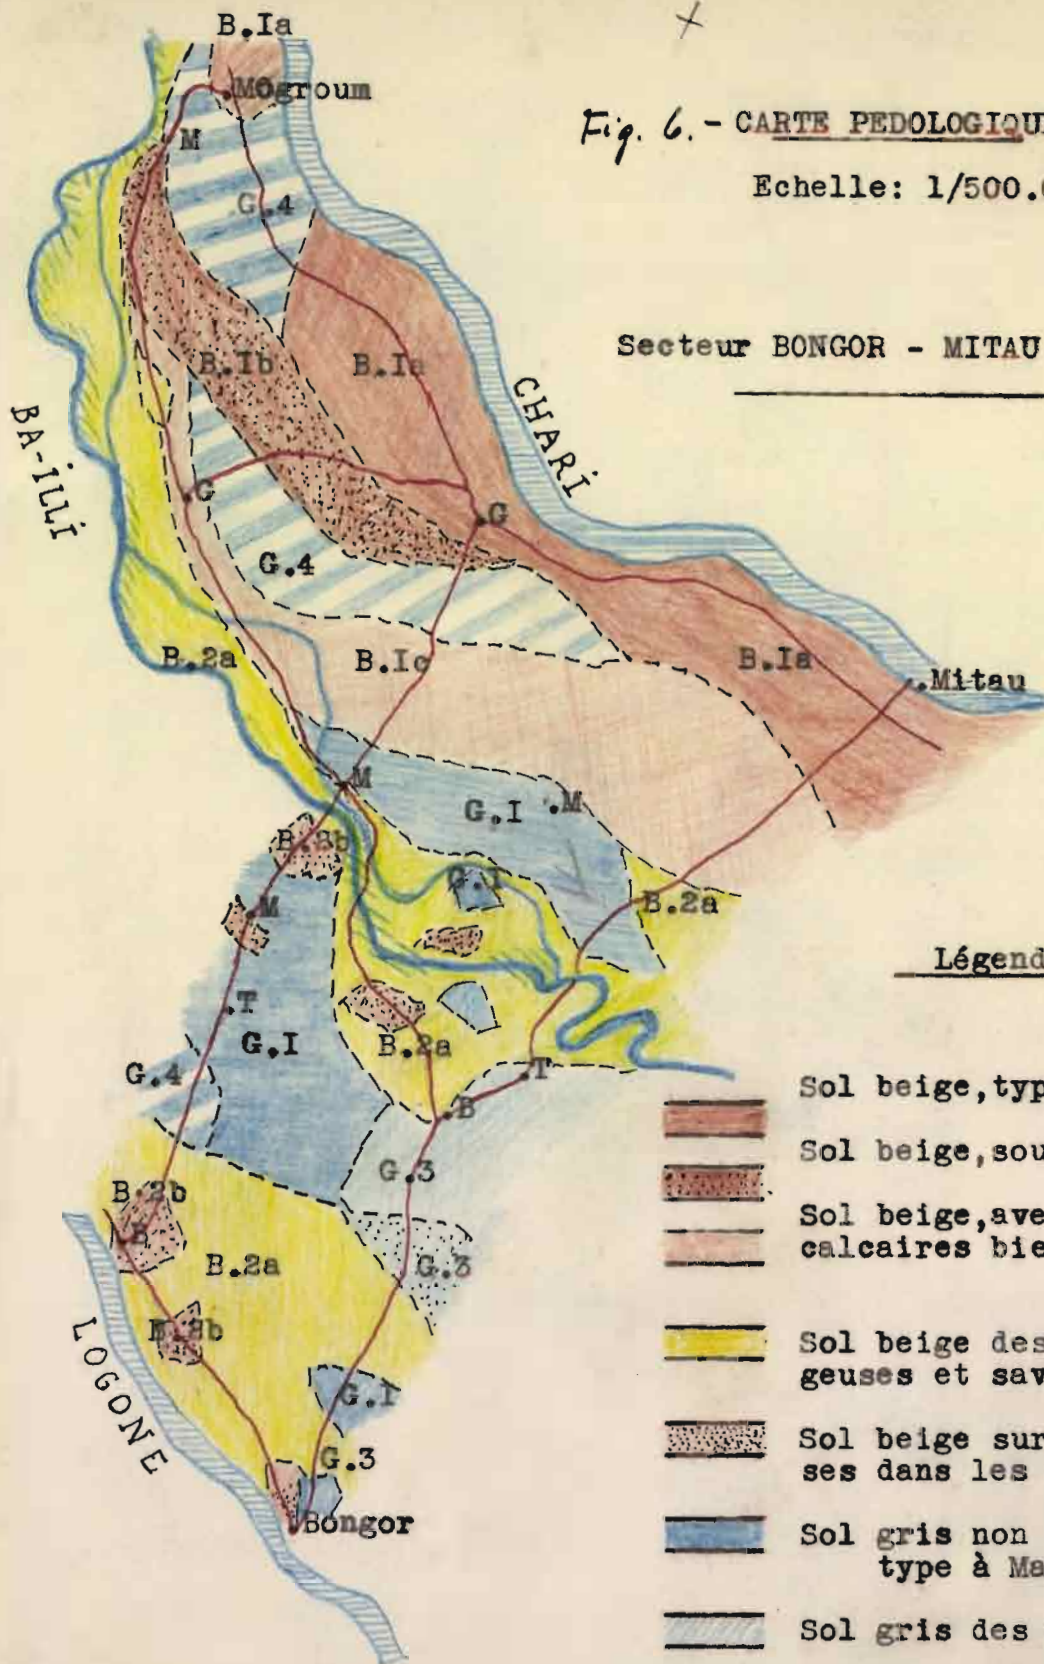 B.Ia
Mogroum
Fig. 6.- CARTE PEDOLOGIQU
Echelle: 1/500.
M
G.4
Secteur BONGOR - MITAU
B.Ib
B.Ia
CHARI
BA-ILLI
G
G
G.4
B.2a
B.Ic
B.Ia
Mitau
M
G.I
M
B.2b
G.I
B.2a
M
Légend
T
G.I
B.2a
G.4
T
Sol beige, typ
B
Sol beige, sou
G.3
B.2b
Sol beige, ave
calcaires bie
B
B.2a
G.3
B.2b
Sol beige des
geuses et sav
LOGONE
G.I
Sol beige sur
ses dans les
G.3
Bongor
Sol gris non
type à Ma
Sol gris des